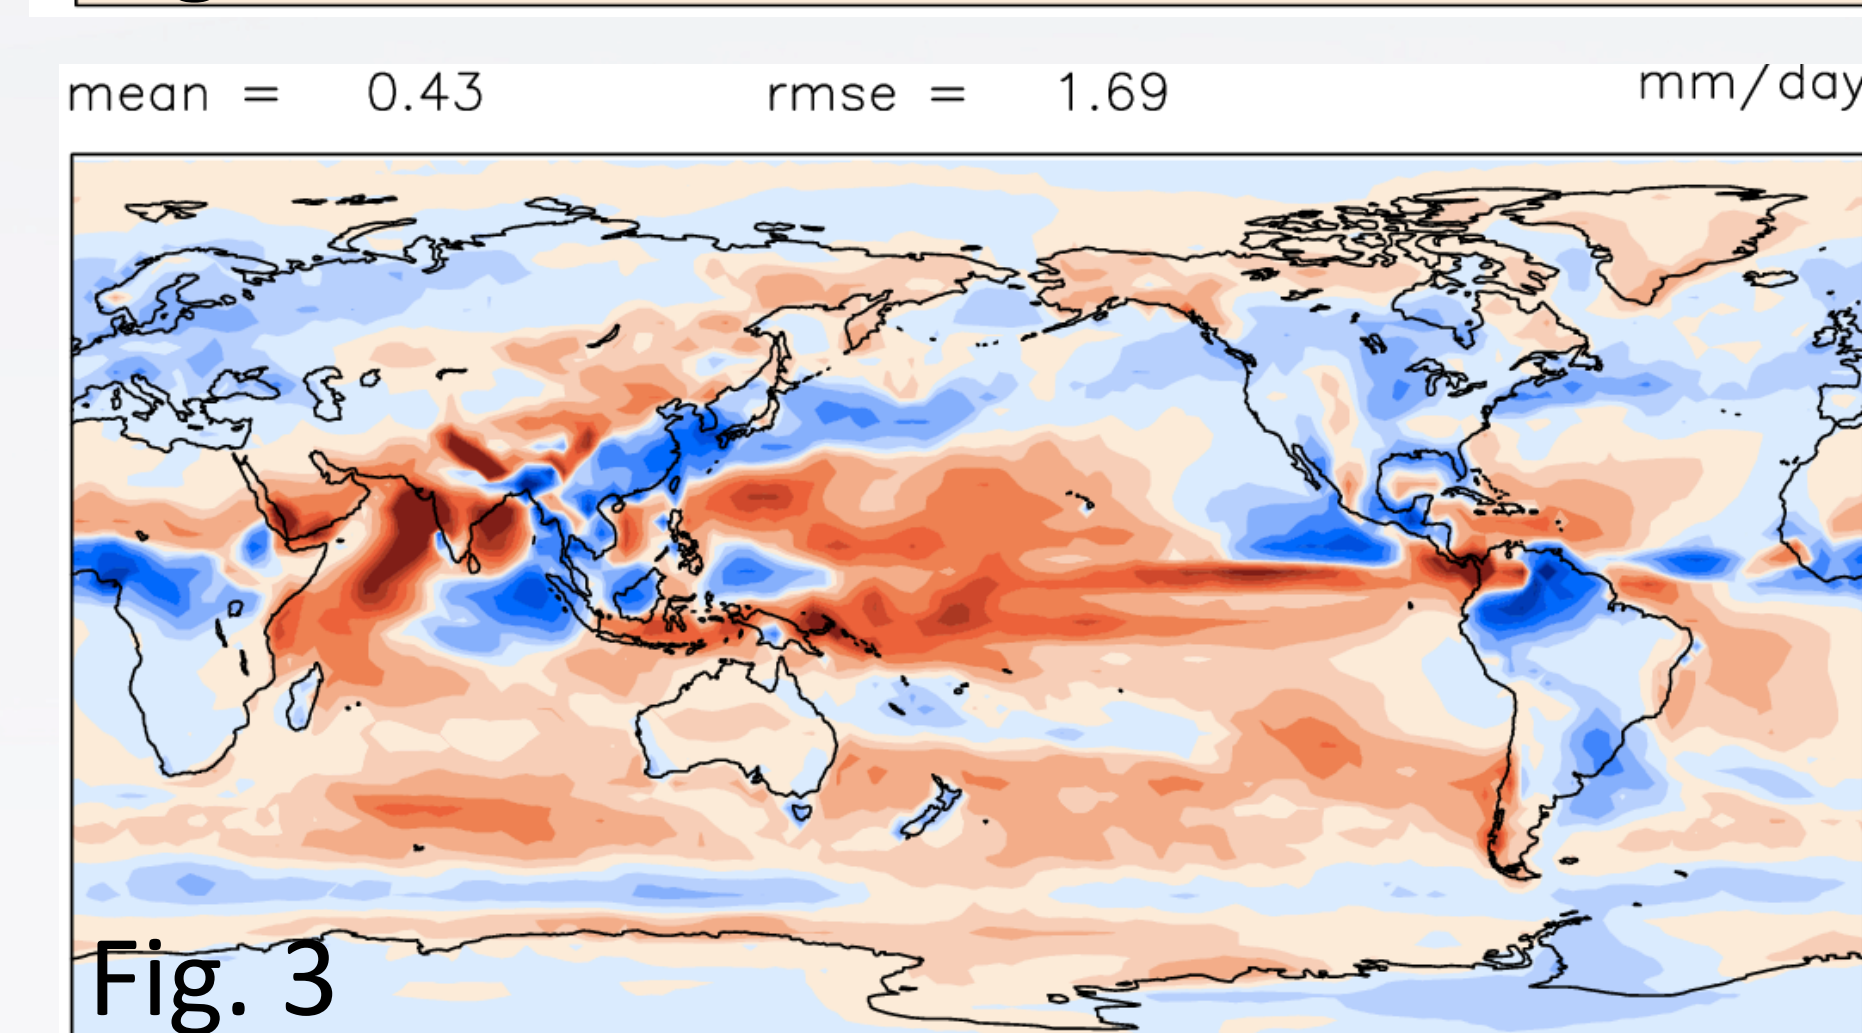 mean = 0.43 rmse = 1.69 mm/day
Fig. 3